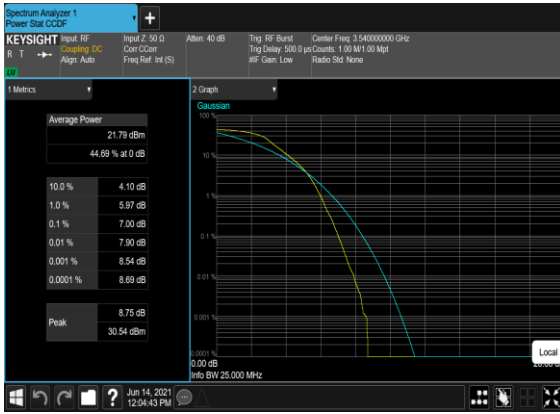 Spectrum Analyzer 1
Power Stat CCDF
KEYSIGHT
R T
LW
Input: RF
Coupling: DC
Align: Auto
Input Z: 50 Ω
Corr CCorr
Freq Ref: Int (S)
Atten: 40 dB
Trig: RF Burst
Trig Delay: 500.0 µs
#IF Gain: Low
Center Freq: 3.540000000 GHz
Counts: 1.00 M/1.00 Mpt
Radio Std: None
1 Metrics
Average Power
21.79 dBm
44.69 % at 0 dB
10.0 % 4.10 dB
1.0 % 5.97 dB
0.1 % 7.00 dB
0.01 % 7.90 dB
0.001 % 8.54 dB
0.0001 % 8.69 dB
Peak
8.75 dB
30.54 dBm
2 Graph
Gaussian
100 %
10 %
1 %
0.1 %
0.01 %
0.001 %
0.0001 %
0.00 dB
Info BW 25.000 MHz
Local
?
Jun 14, 2021
12:04:43 PM